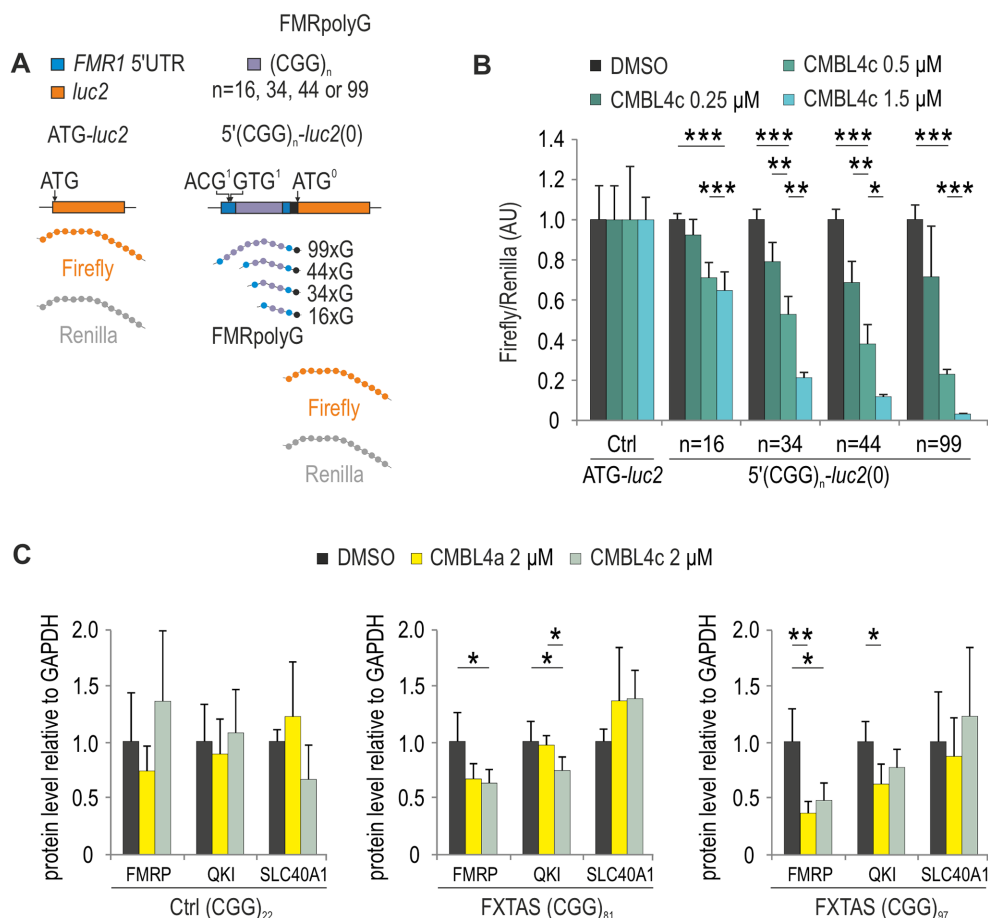 FMRpolyG
A
FMR1 5'UTR
(CGG)n
luc2
n=16, 34, 44 or 99
ATG-luc2
5'(CGG)n-luc2(0)
ATG
ACG1 GTG1
ATG0
99xG
44xG
34xG
16xG
Firefly
Renilla
FMRpolyG
Firefly
Renilla
B
DMSO
CMBL4c 0.5 µM
CMBL4c 0.25 µM
CMBL4c 1.5 µM
Firefly/Renilla (AU)
1.4
1.2
1.0
0.8
0.6
0.4
0.2
0
*** *** *** ***
** **
*** ** * ***
Ctrl n=16 n=34 n=44 n=99
ATG-luc2 5'(CGG)n-luc2(0)
C
DMSO CMBL4a 2 µM CMBL4c 2 µM
protein level relative to GAPDH
2.0
1.5
1.0
0.5
0
FMRP QKI SLC40A1
Ctrl (CGG)22
protein level relative to GAPDH
2.0
1.5
1.0
0.5
0
*
* *
FMRP QKI SLC40A1
FXTAS (CGG)81
protein level relative to GAPDH
2.0
1.5
1.0
0.5
0
** *
*
FMRP QKI SLC40A1
FXTAS (CGG)97